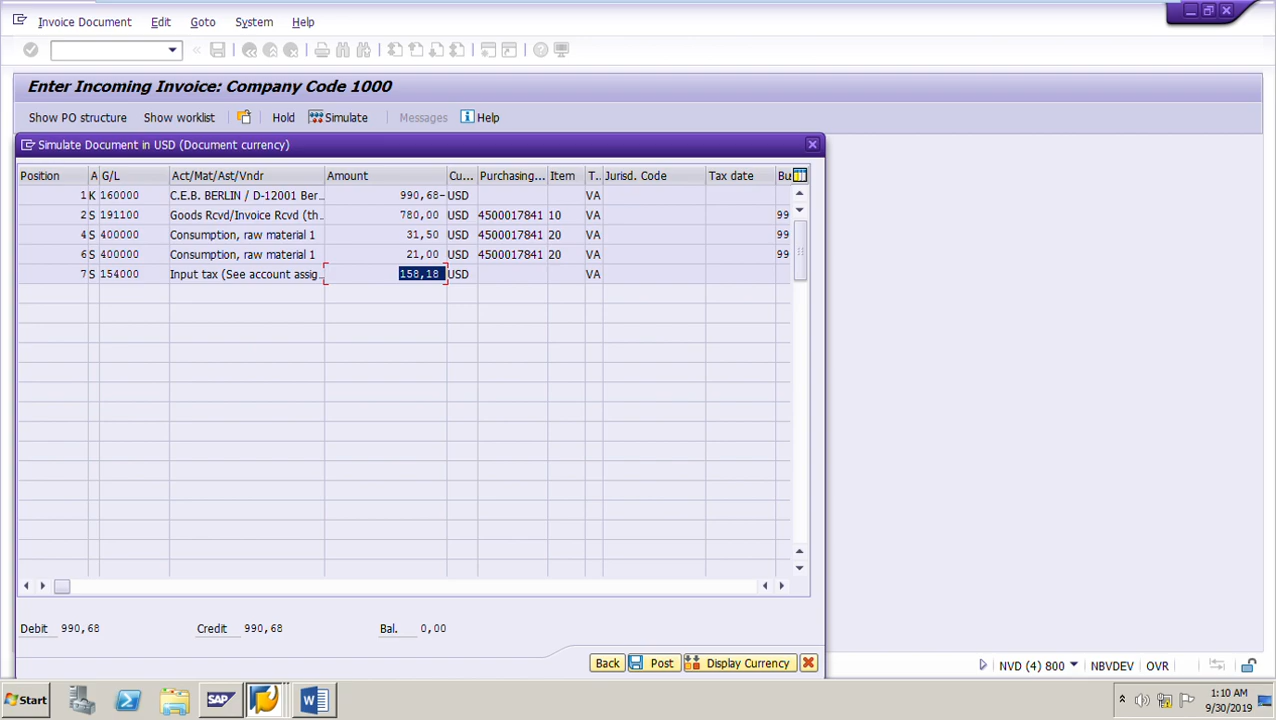 Invoice Document Edit Goto System Help
Enter Incoming Invoice: Company Code 1000
Show PO structure Show worklist Hold Simulate Messages Help
Simulate Document in USD (Document currency)
Position A G/L Act/Mat/Ast/Vndr Amount Cu... Purchasing... Item T.. Jurisd. Code Tax date Bu
1 K 160000 C.E.B. BERLIN / D-12001 Ber... 990,68- USD VA
2 S 191100 Goods Rcvd/Invoice Rcvd (th... 780,00 USD 4500017841 10 VA 99
4 S 400000 Consumption, raw material 1 31,50 USD 4500017841 20 VA 99
6 S 400000 Consumption, raw material 1 21,00 USD 4500017841 20 VA 99
7 S 154000 Input tax (See account assig... 158,18 USD VA
Debit 990,68 Credit 990,68 Bal. 0,00
Back Post Display Currency
NVD (4) 800 NBVDEV OVR
Start SAP W 1:10 AM
9/30/2019